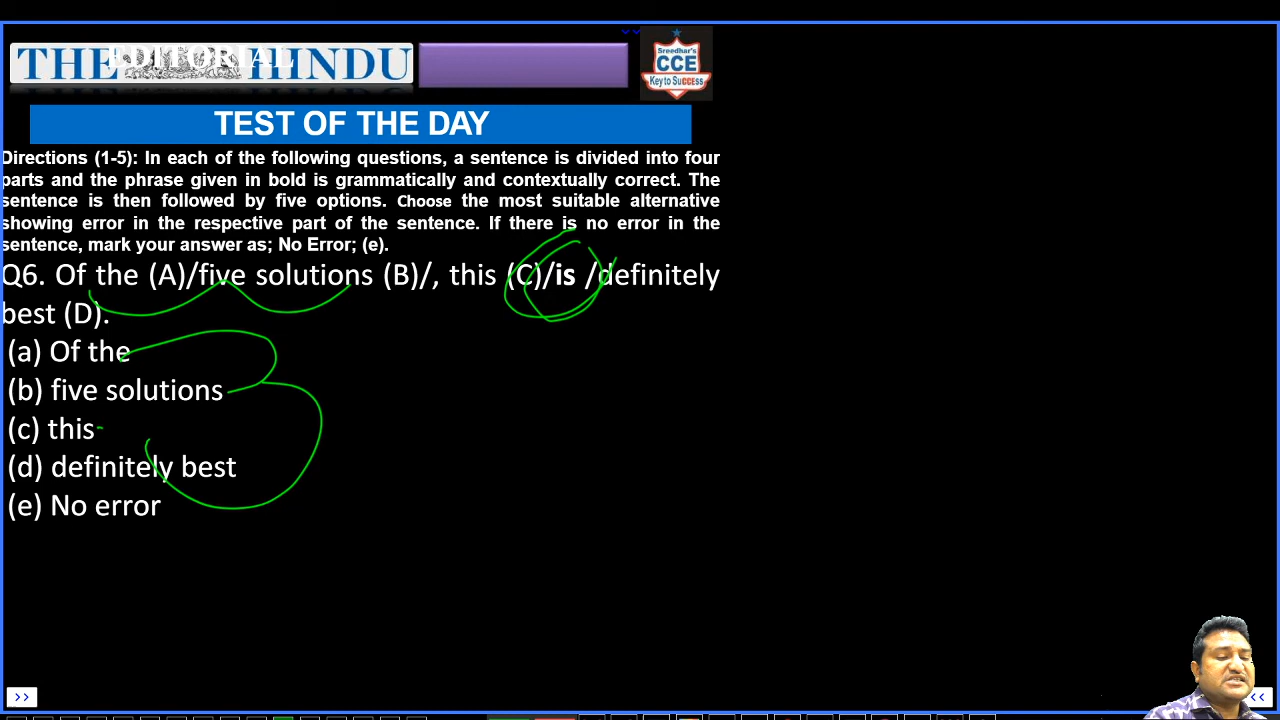 THE HINDU
EDITORIAL
Sreedhar's
CCE
Key to SUCCEss
TEST OF THE DAY
Directions (1-5): In each of the following questions, a sentence is divided into four
parts and the phrase given in bold is grammatically and contextually correct. The
sentence is then followed by five options. Choose the most suitable alternative
showing error in the respective part of the sentence. If there is no error in the
sentence, mark your answer as; No Error; (e).
Q6. Of the (A)/five solutions (B)/, this (C)/is /definitely
best (D).
(a) Of the
(b) five solutions
(c) this
(d) definitely best
(e) No error
>>
<<